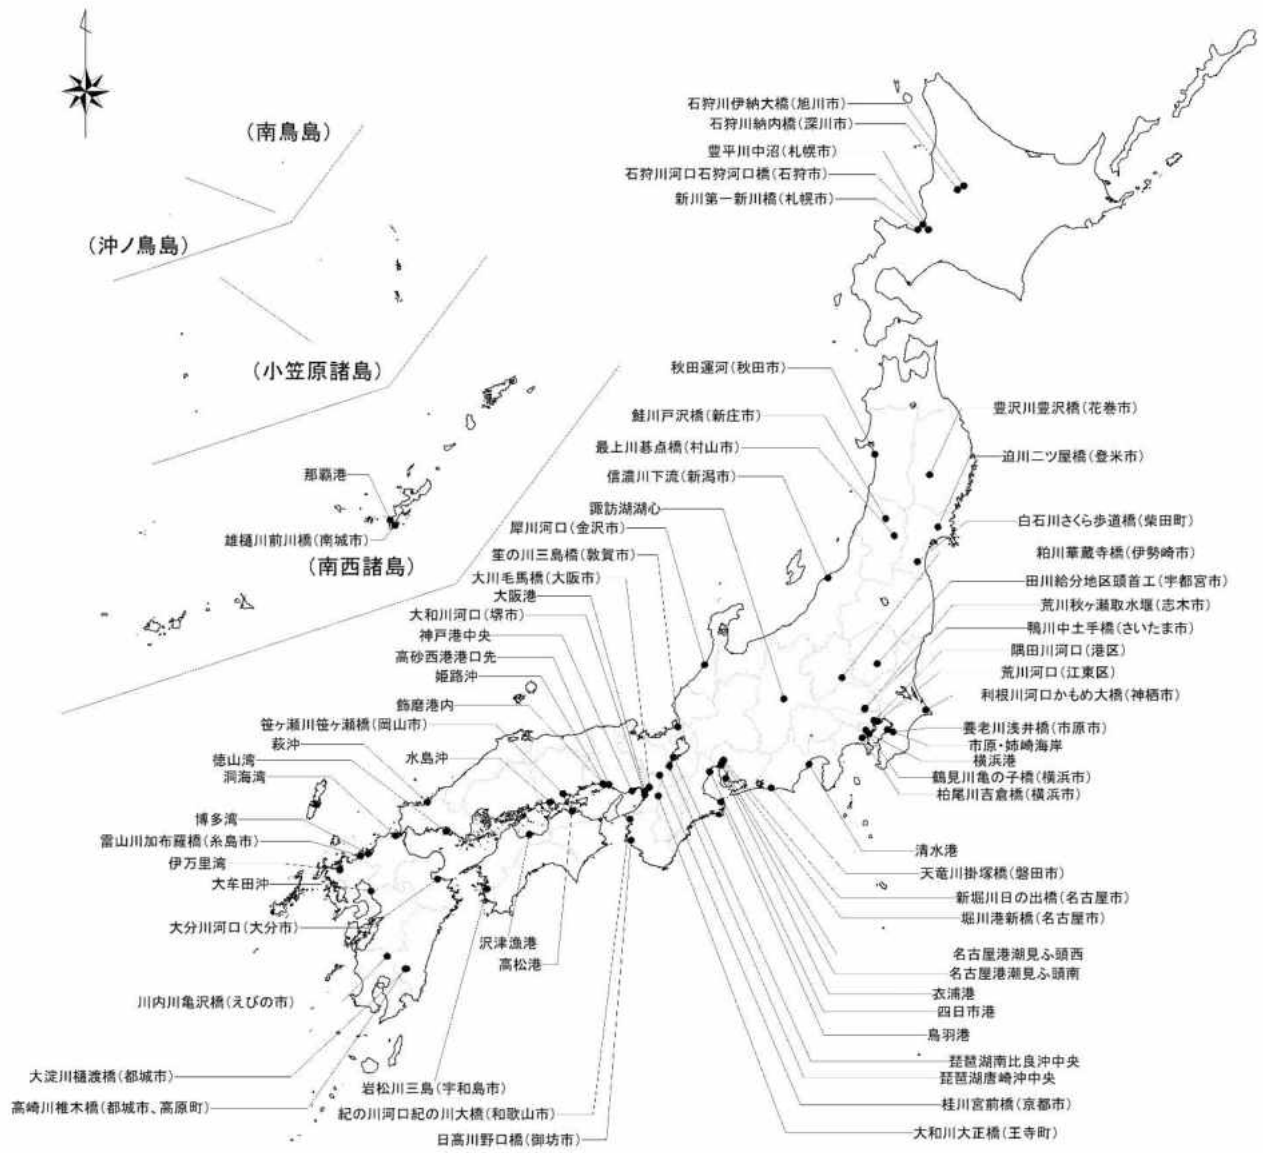 石狩川伊納大橋(旭川市)
石狩川納内橋(深川市)
豊平川中沼(札幌市)
石狩川河口石狩河口橋(石狩市)
新川第一新川橋(札幌市)
(南鳥島)
(沖ノ鳥島)
(小笠原諸島)
(南西諸島)
那覇港
雄樋川前川橋(南城市)
秋田運河(秋田市)
鮭川戸沢橋(新庄市)
最上川碁点橋(村山市)
信濃川下流(新潟市)
諏訪湖湖心
犀川河口(金沢市)
笙の川三島橋(敦賀市)
大川毛馬橋(大阪市)
大阪港
大和川河口(堺市)
神戸港中央
高砂西港港口先
姫路沖
飾磨港内
笹ヶ瀬川笹ヶ瀬橋(岡山市)
水島沖
萩沖
徳山湾
洞海湾
博多湾
雷山川加布羅橋(糸島市)
伊万里湾
大牟田沖
大分川河口(大分市)
沢津漁港
高松港
川内川亀沢橋(えびの市)
大淀川樋渡橋(都城市)
高崎川椎木橋(都城市、高原町)
岩松川三島(宇和島市)
紀の川河口紀の川大橋(和歌山市)
日高川野口橋(御坊市)
豊沢川豊沢橋(花巻市)
迫川二ツ屋橋(登米市)
白石川さくら歩道橋(柴田町)
粕川華蔵寺橋(伊勢崎市)
田川給分地区頭首工(宇都宮市)
荒川秋ヶ瀬取水堰(志木市)
鴨川中土手橋(さいたま市)
隅田川河口(港区)
荒川河口(江東区)
利根川河口かもめ大橋(神栖市)
養老川浅井橋(市原市)
市原・姉崎海岸
横浜港
鶴見川亀の子橋(横浜市)
柏尾川吉倉橋(横浜市)
清水港
天竜川掛塚橋(磐田市)
新堀川日の出橋(名古屋市)
堀川港新橋(名古屋市)
名古屋港潮見ふ頭西
名古屋港潮見ふ頭南
衣浦港
四日市港
鳥羽港
琵琶湖南比良沖中央
琵琶湖唐崎沖中央
桂川宮前橋(京都市)
大和川大正橋(王寺町)